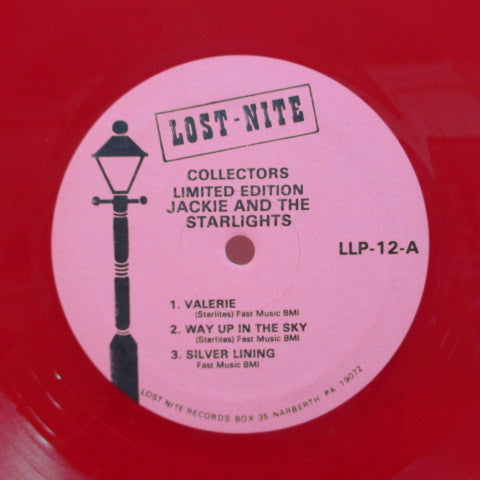 LOST-NITE
COLLECTORS
LIMITED EDITION
JACKIE AND THE
STARLIGHTS
LLP-12-A
1. VALERIE
(Starlites) Fast Music BMI
2. WAY UP IN THE SKY
(Starlites) Fast Music BMI
3. SILVER LINING
Fast Music BMI
LOST NITE RECORDS BOX 35 NARBERTH, PA 19072